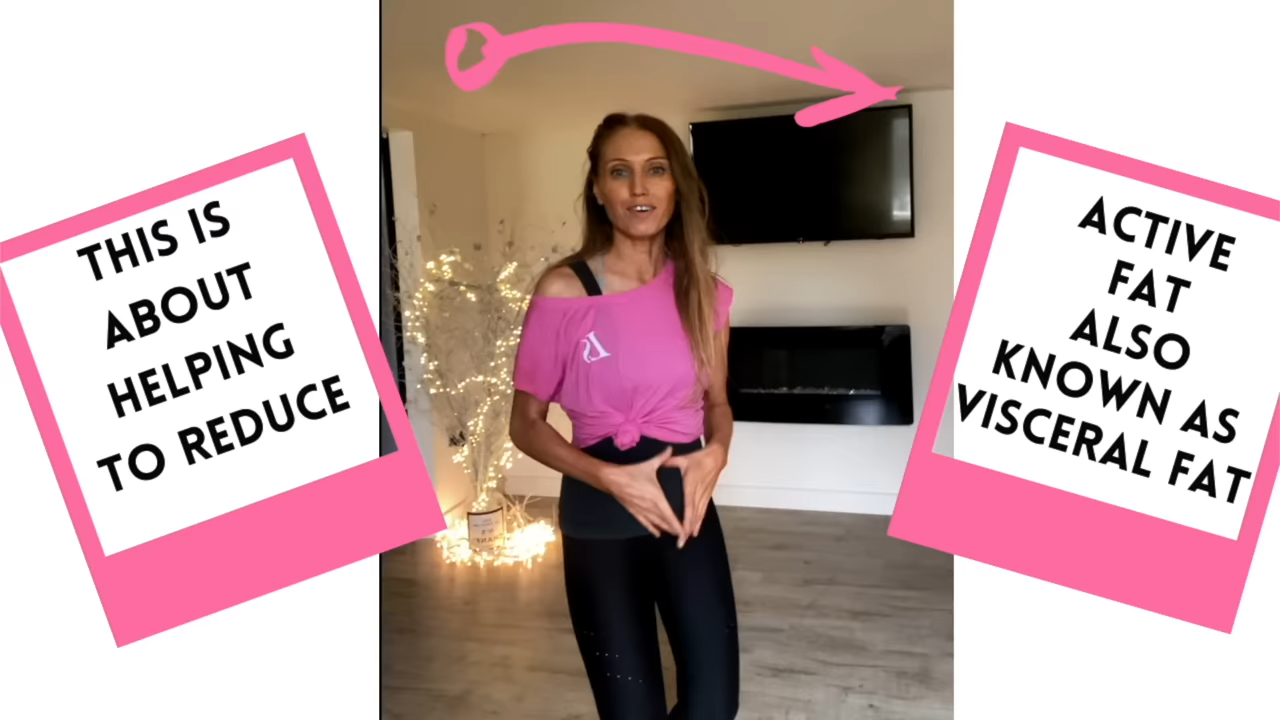 THIS IS
ABOUT
HELPING
TO REDUCE
ACTIVE
FAT
ALSO
KNOWN AS
VISCERAL FAT